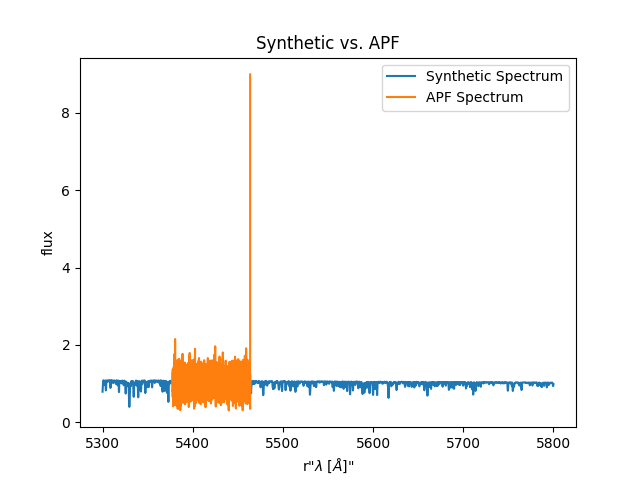 Synthetic vs. APF
Synthetic Spectrum
APF Spectrum
flux
8
6
4
2
0
5300 5400 5500 5600 5700 5800
r"λ [Å]"